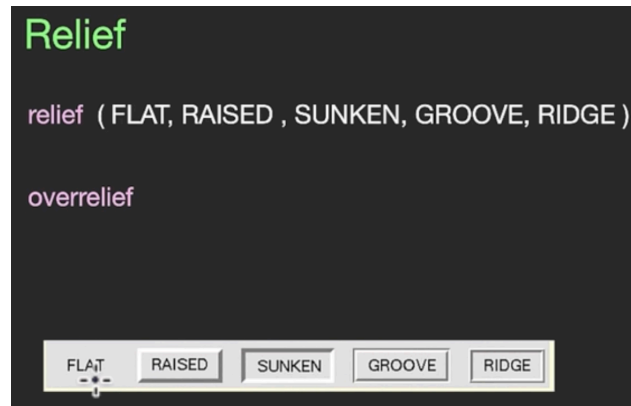 Relief
relief ( FLAT, RAISED , SUNKEN, GROOVE, RIDGE )
overrelief
FLAT RAISED SUNKEN GROOVE RIDGE